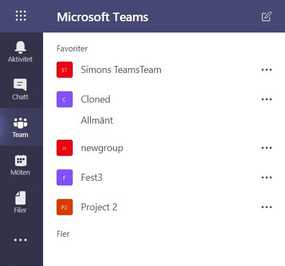 Microsoft Teams
Aktivitet
Chatt
Team
Möten
Filer
Favoriter
ST Simons TeamsTeam
C Cloned
Allmänt
newgroup
F Fest3
P2 Project 2
Fler